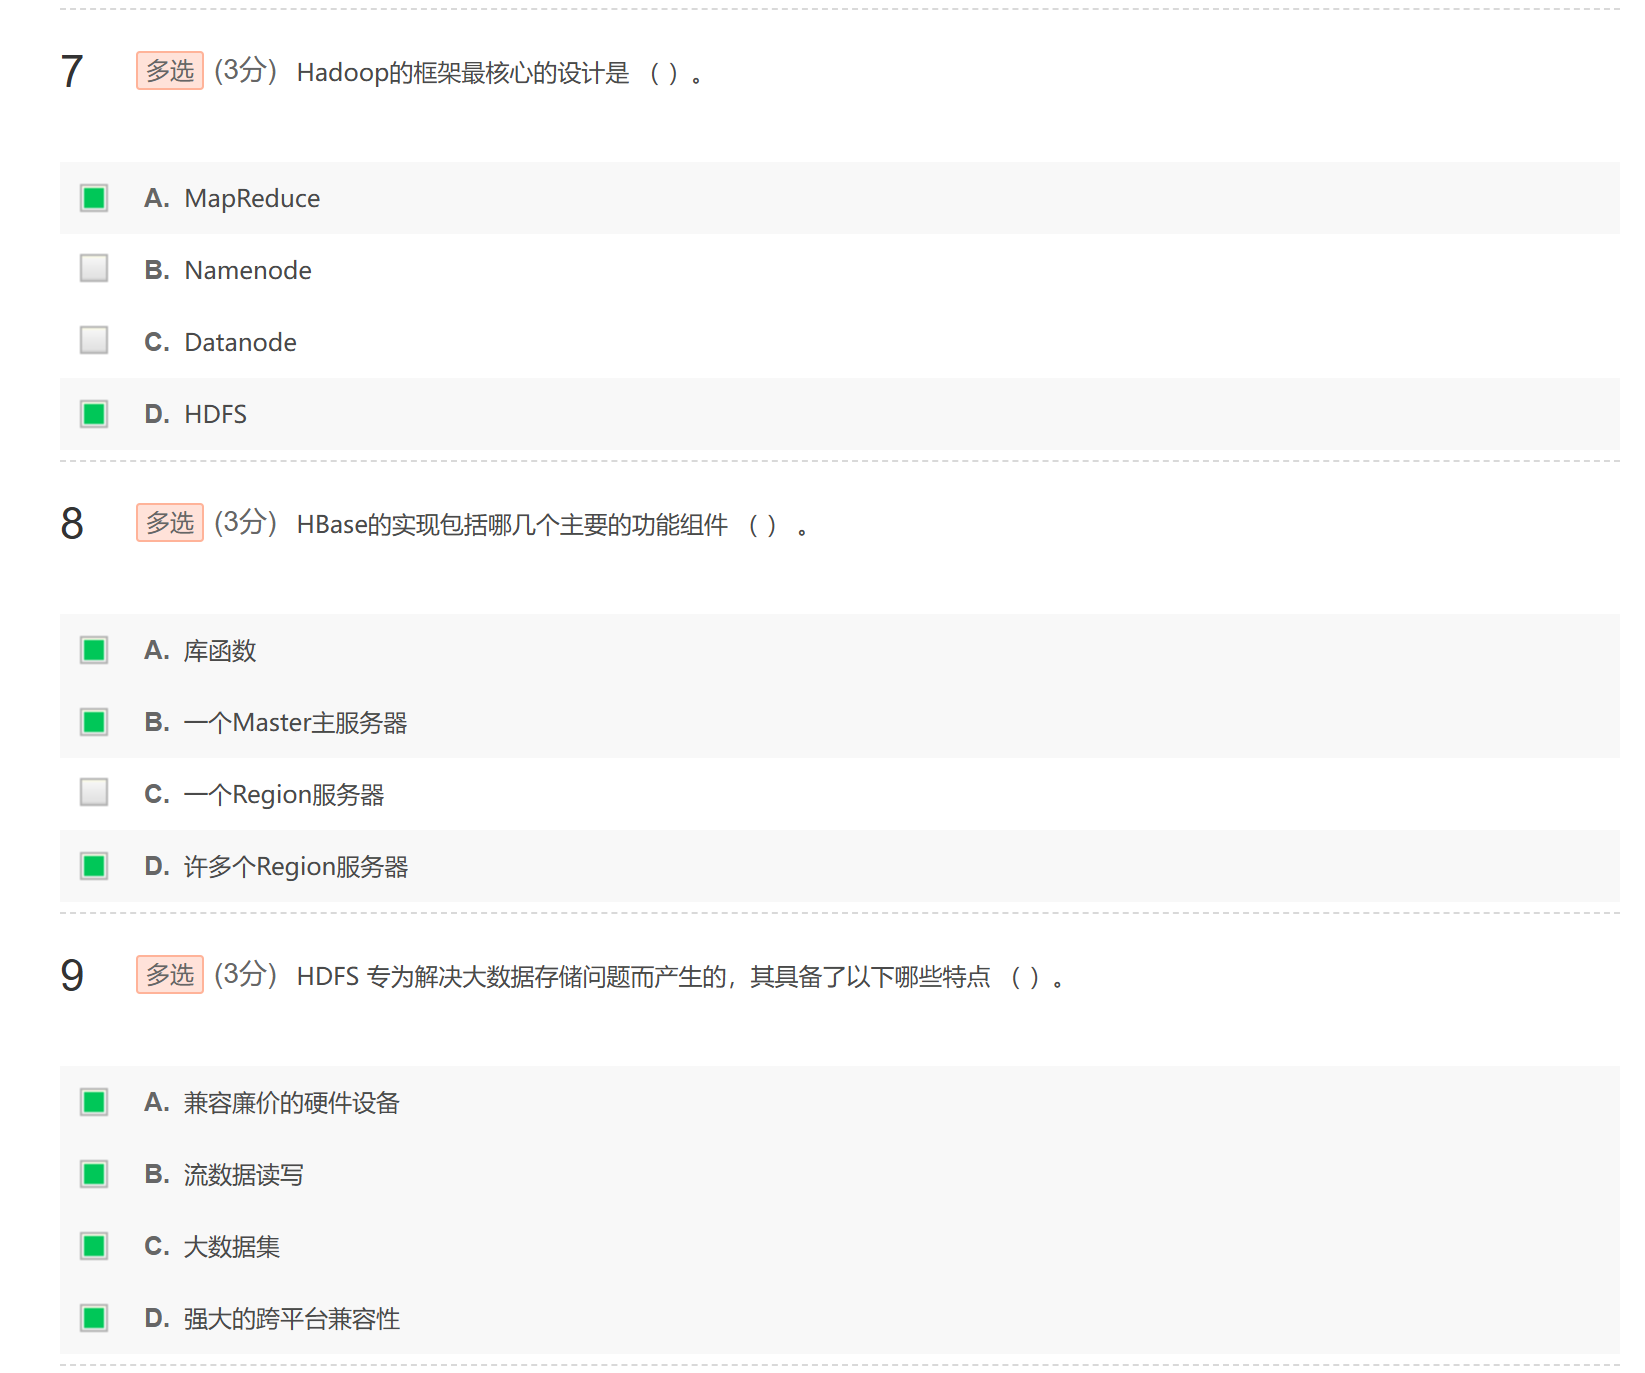 7 多选 (3分) Hadoop的框架最核心的设计是 （ ）。
A. MapReduce
B. Namenode
C. Datanode
D. HDFS
8 多选 (3分) HBase的实现包括哪几个主要的功能组件 （ ） 。
A. 库函数
B. 一个Master主服务器
C. 一个Region服务器
D. 许多个Region服务器
9 多选 (3分) HDFS 专为解决大数据存储问题而产生的，其具备了以下哪些特点 （ ）。
A. 兼容廉价的硬件设备
B. 流数据读写
C. 大数据集
D. 强大的跨平台兼容性